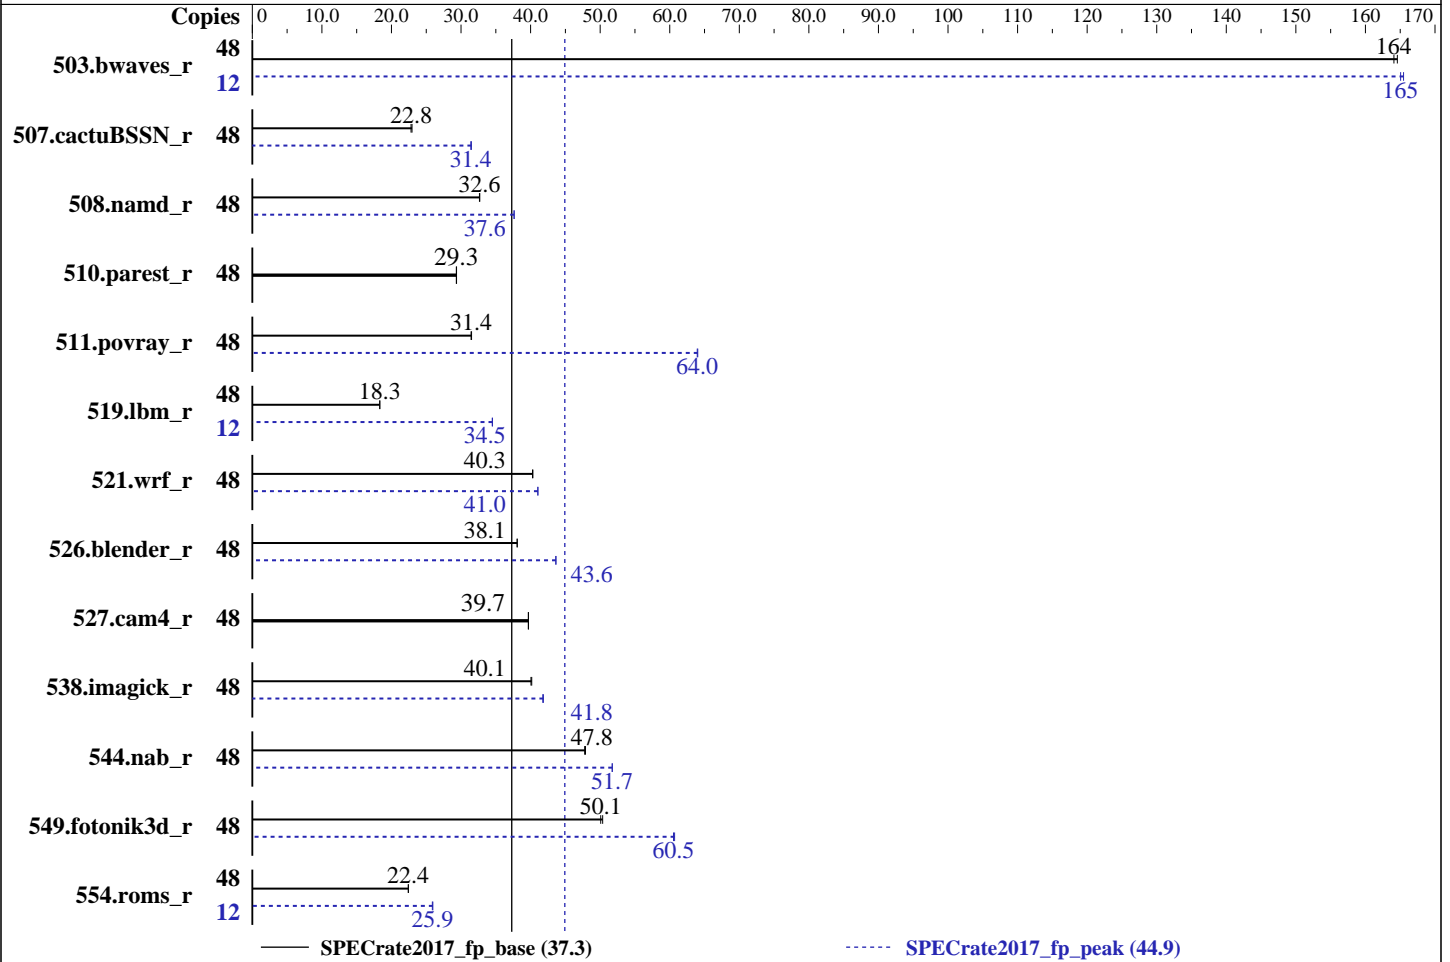 Copies 0 10.0 20.0 30.0 40.0 50.0 60.0 70.0 80.0 90.0 100 110 120 130 140 150 160 170
503.bwaves_r 48 164
12 165
507.cactuBSSN_r 48 22.8
31.4
508.namd_r 48 32.6
37.6
510.parest_r 48 29.3
511.povray_r 48 31.4
64.0
519.lbm_r 48 18.3
12 34.5
521.wrf_r 48 40.3
41.0
526.blender_r 48 38.1
43.6
527.cam4_r 48 39.7
538.imagick_r 48 40.1
41.8
544.nab_r 48 47.8
51.7
549.fotonik3d_r 48 50.1
60.5
554.roms_r 48 22.4
12 25.9
SPECrate2017_fp_base (37.3) SPECrate2017_fp_peak (44.9)